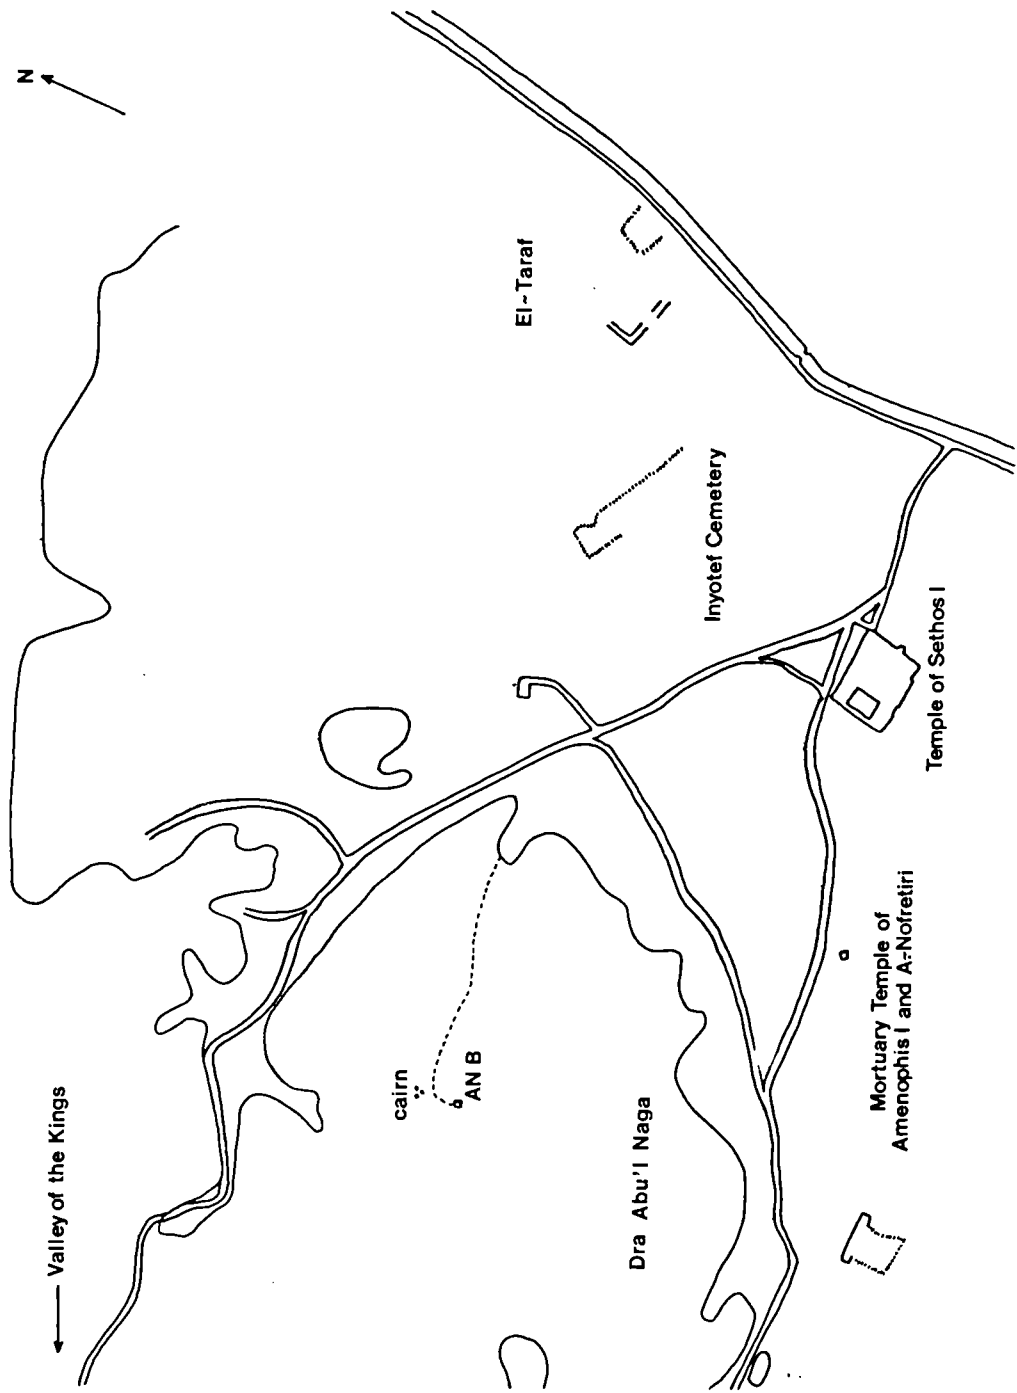 N
Valley of the Kings
El-Taraf
Inyotef Cemetery
cairn
AN B
Dra Abu'l Naga
Temple of Sethos I
Mortuary Temple of
Amenophis I and A.-Nofretiri